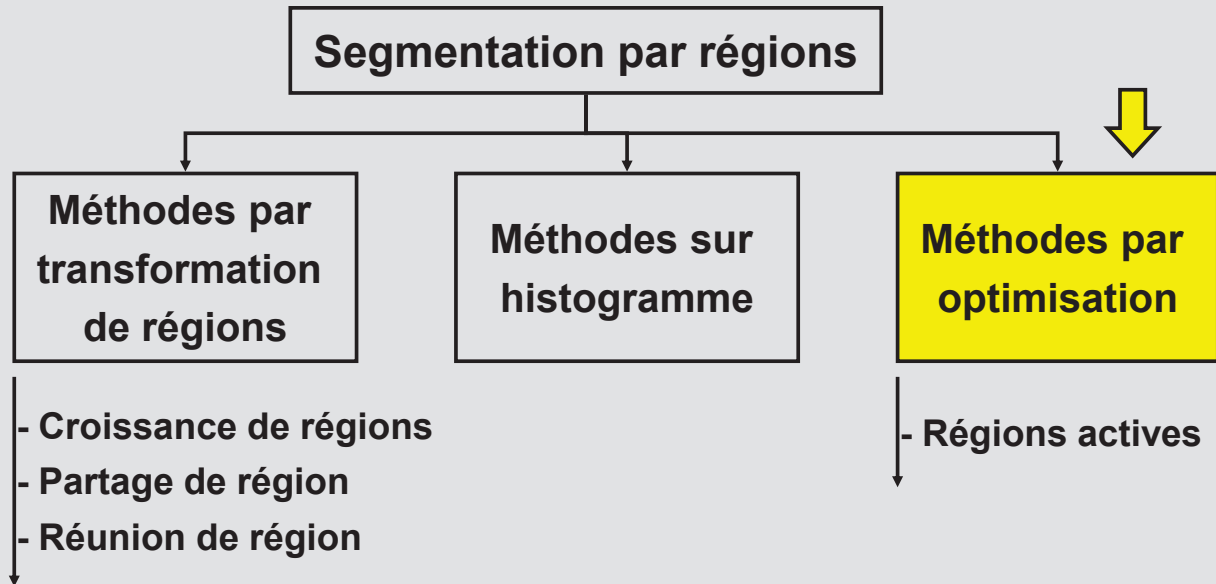 Segmentation par régions
Méthodes par
transformation
de régions
Méthodes sur
histogramme
Méthodes par
optimisation
- Croissance de régions
- Partage de région
- Réunion de région
- Régions actives